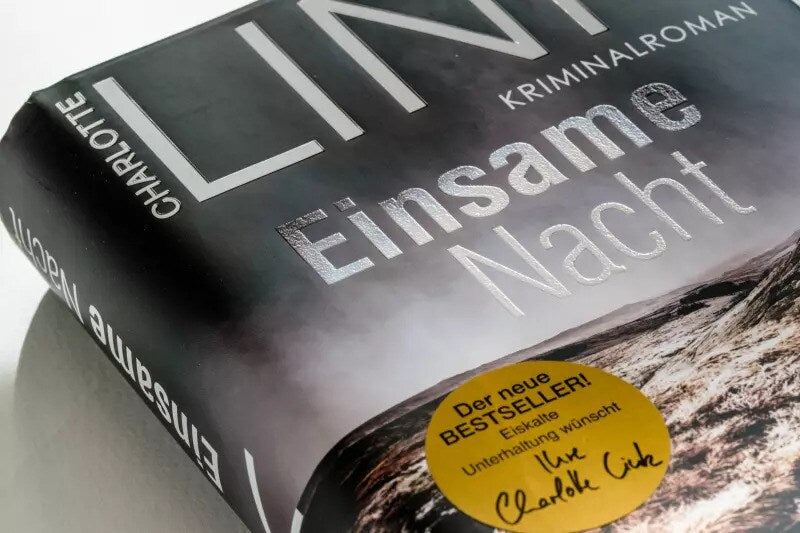 CHARLOTTE
LIN
KRIMINALROMAN
Einsame
Nacht
Der neue
BESTSELLER!
Eiskalte
Unterhaltung wünscht
Ihre
Charlotte Link
Einsame Nacht